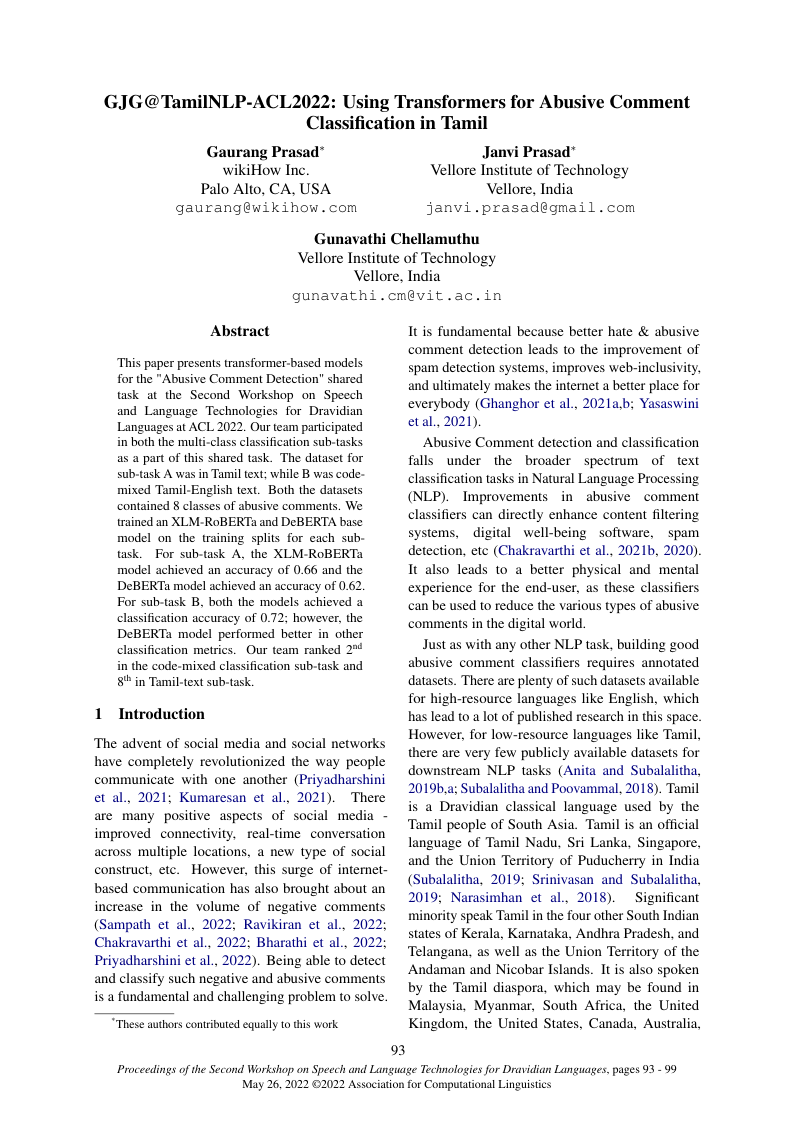 GJG@TamilNLP-ACL2022: Using Transformers for Abusive Comment
Classification in Tamil
Gaurang Prasad*
wikiHow Inc.
Palo Alto, CA, USA
gaurang@wikihow.com
Janvi Prasad*
Vellore Institute of Technology
Vellore, India
janvi.prasad@gmail.com
Gunavathi Chellamuthu
Vellore Institute of Technology
Vellore, India
gunavathi.cm@vit.ac.in
Abstract
This paper presents transformer-based models
for the "Abusive Comment Detection" shared
task at the Second Workshop on Speech
and Language Technologies for Dravidian
Languages at ACL 2022. Our team participated
in both the multi-class classification sub-tasks
as a part of this shared task. The dataset for
sub-task A was in Tamil text; while B was code-
mixed Tamil-English text. Both the datasets
contained 8 classes of abusive comments. We
trained an XLM-RoBERTa and DeBERTA base
model on the training splits for each sub-
task. For sub-task A, the XLM-RoBERTa
model achieved an accuracy of 0.66 and the
DeBERTa model achieved an accuracy of 0.62.
For sub-task B, both the models achieved a
classification accuracy of 0.72; however, the
DeBERTa model performed better in other
classification metrics. Our team ranked 2nd
in the code-mixed classification sub-task and
8th in Tamil-text sub-task.
1 Introduction
The advent of social media and social networks
have completely revolutionized the way people
communicate with one another (Priyadharshini
et al., 2021; Kumaresan et al., 2021). There
are many positive aspects of social media -
improved connectivity, real-time conversation
across multiple locations, a new type of social
construct, etc. However, this surge of internet-
based communication has also brought about an
increase in the volume of negative comments
(Sampath et al., 2022; Ravikiran et al., 2022;
Chakravarthi et al., 2022; Bharathi et al., 2022;
Priyadharshini et al., 2022). Being able to detect
and classify such negative and abusive comments
is a fundamental and challenging problem to solve.
*These authors contributed equally to this work
It is fundamental because better hate & abusive
comment detection leads to the improvement of
spam detection systems, improves web-inclusivity,
and ultimately makes the internet a better place for
everybody (Ghanghor et al., 2021a,b; Yasaswini
et al., 2021).
Abusive Comment detection and classification
falls under the broader spectrum of text
classification tasks in Natural Language Processing
(NLP). Improvements in abusive comment
classifiers can directly enhance content filtering
systems, digital well-being software, spam
detection, etc (Chakravarthi et al., 2021b, 2020).
It also leads to a better physical and mental
experience for the end-user, as these classifiers
can be used to reduce the various types of abusive
comments in the digital world.
Just as with any other NLP task, building good
abusive comment classifiers requires annotated
datasets. There are plenty of such datasets available
for high-resource languages like English, which
has lead to a lot of published research in this space.
However, for low-resource languages like Tamil,
there are very few publicly available datasets for
downstream NLP tasks (Anita and Subalalitha,
2019b,a; Subalalitha and Poovammal, 2018). Tamil
is a Dravidian classical language used by the
Tamil people of South Asia. Tamil is an official
language of Tamil Nadu, Sri Lanka, Singapore,
and the Union Territory of Puducherry in India
(Subalalitha, 2019; Srinivasan and Subalalitha,
2019; Narasimhan et al., 2018). Significant
minority speak Tamil in the four other South Indian
states of Kerala, Karnataka, Andhra Pradesh, and
Telangana, as well as the Union Territory of the
Andaman and Nicobar Islands. It is also spoken
by the Tamil diaspora, which may be found in
Malaysia, Myanmar, South Africa, the United
Kingdom, the United States, Canada, Australia,
93
Proceedings of the Second Workshop on Speech and Language Technologies for Dravidian Languages, pages 93 - 99
May 26, 2022 ©2022 Association for Computational Linguistics